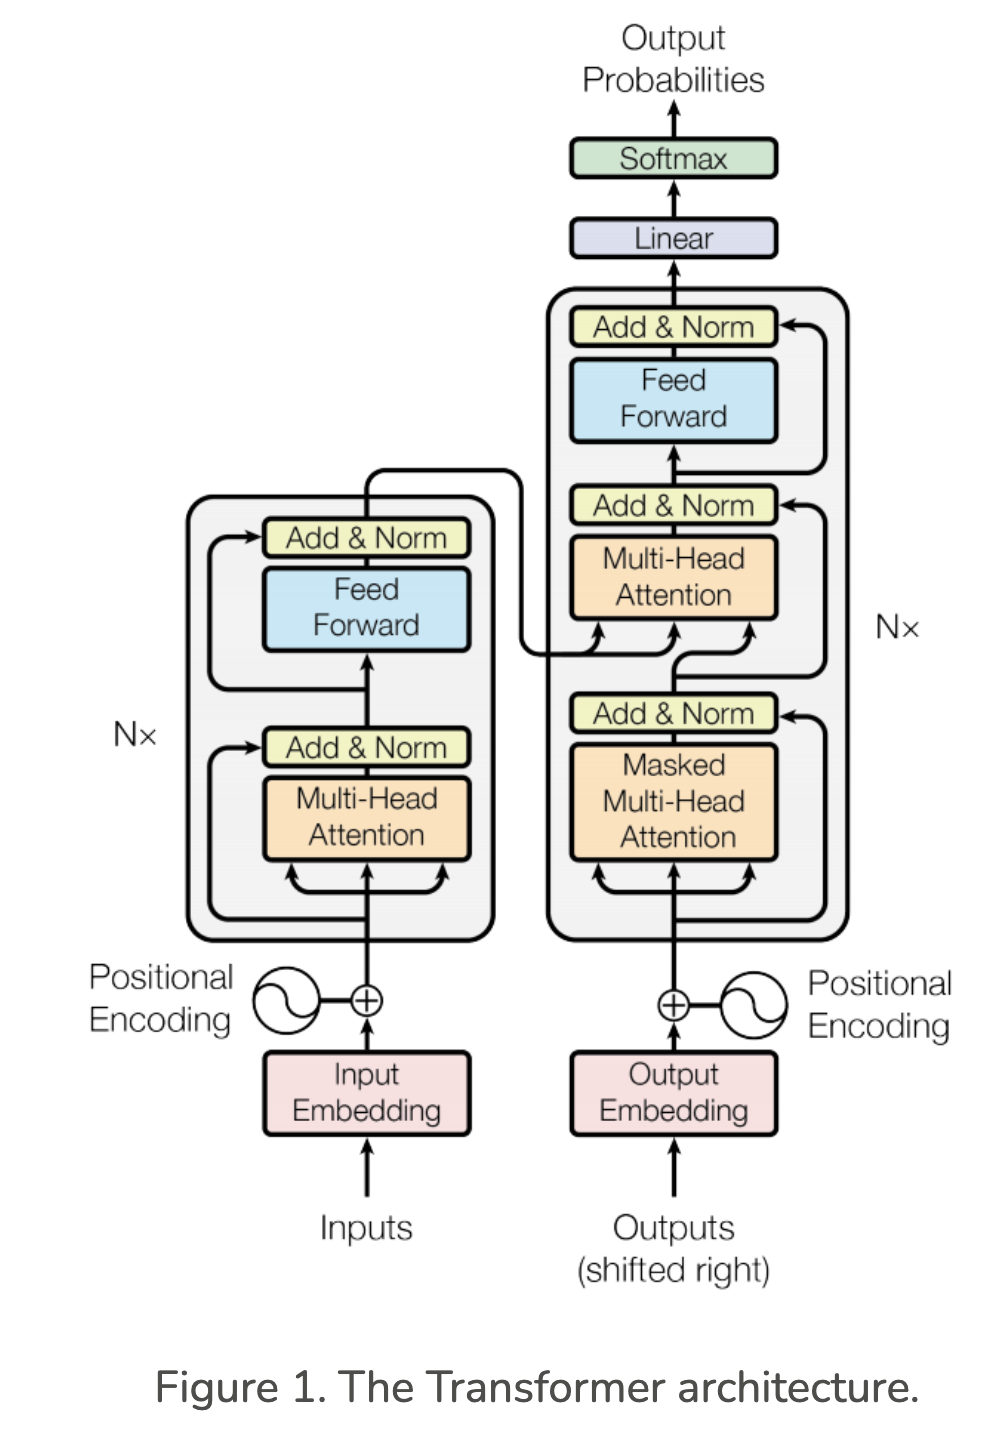 Output
Probabilities
Softmax
Linear
Add & Norm
Feed
Forward
Add & Norm
Multi-Head
Attention
Nx
Add & Norm
Masked
Multi-Head
Attention
Add & Norm
Feed
Forward
Nx
Add & Norm
Multi-Head
Attention
Positional
Encoding
Positional
Encoding
Input
Embedding
Output
Embedding
Inputs
Outputs
(shifted right)
Figure 1. The Transformer architecture.